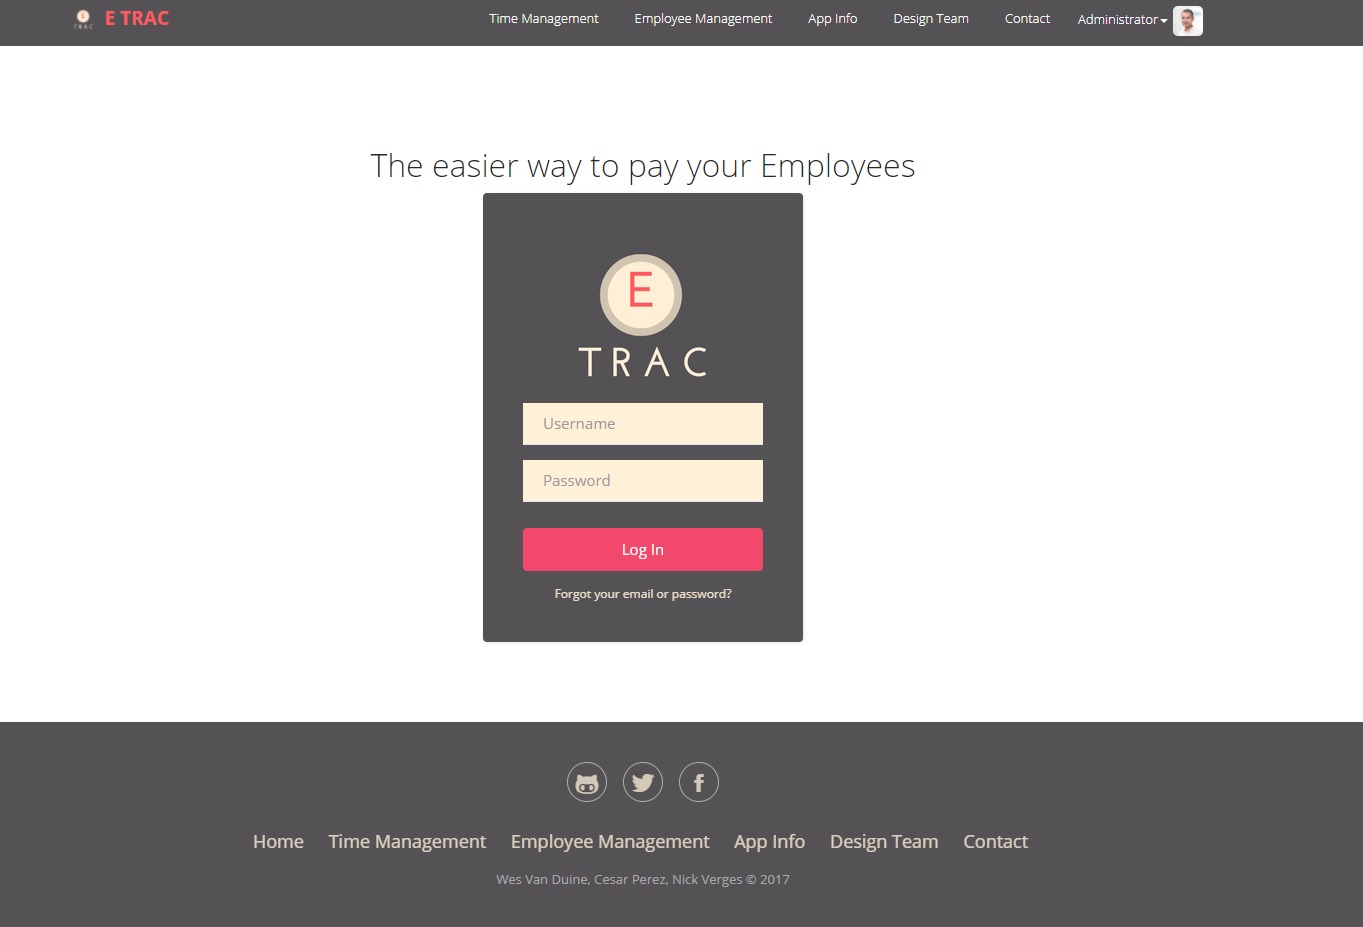 E TRAC E TRAC Time Management Employee Management App Info Design Team Contact Administrator
The easier way to pay your Employees
E
TRAC
Username
Password
Log In
Forgot your email or password?
Home Time Management Employee Management App Info Design Team Contact
Wes Van Duine, Cesar Perez, Nick Verges © 2017